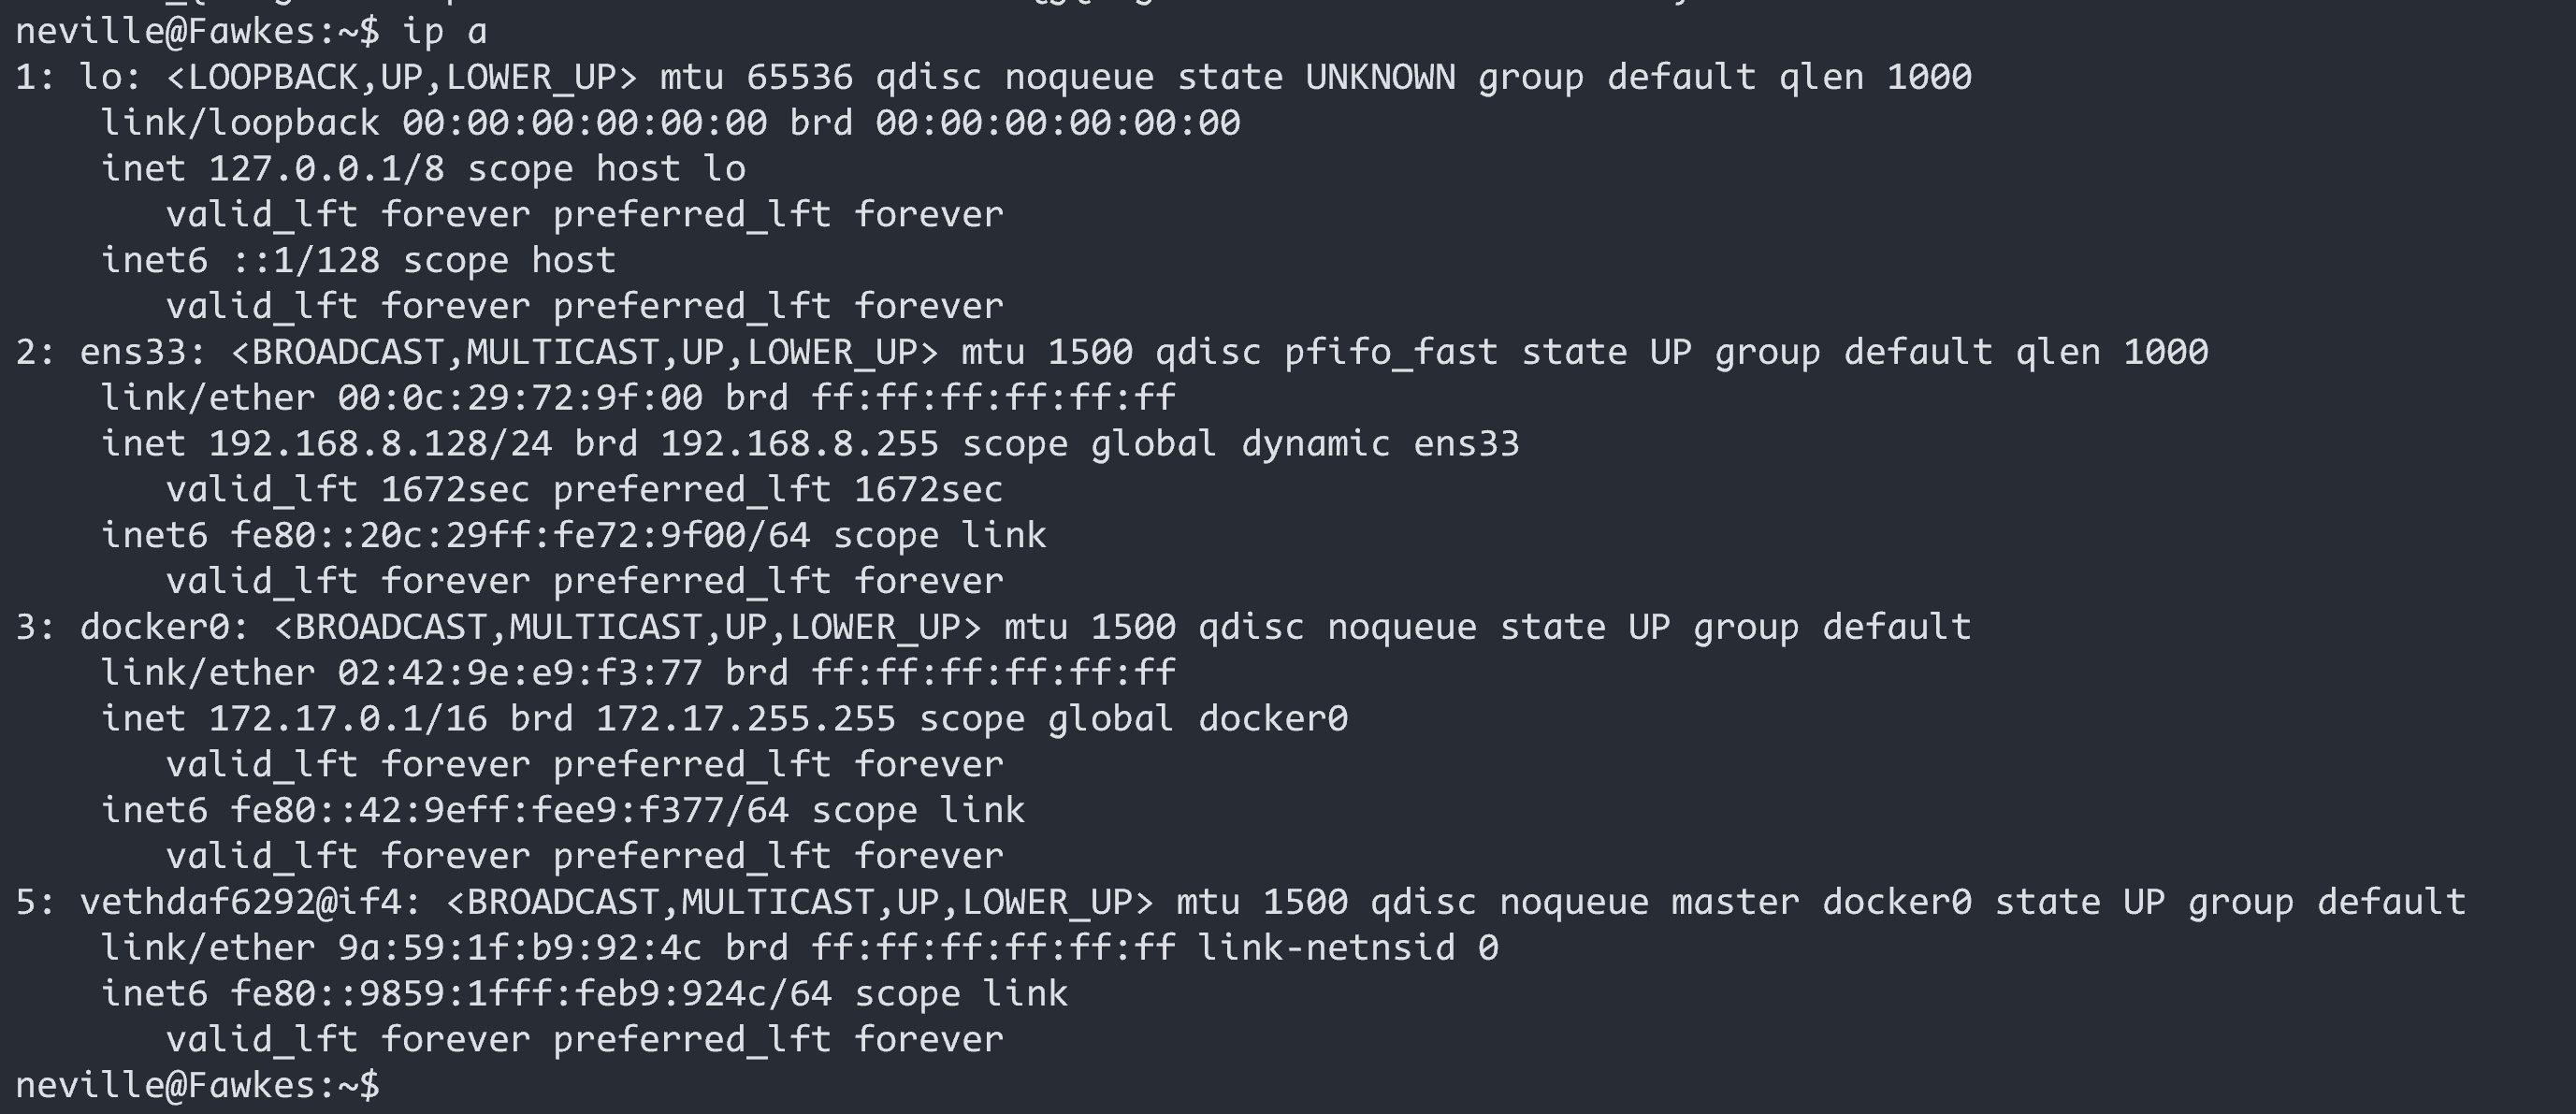 neville@Fawkes:~$ ip a
1: lo: <LOOPBACK,UP,LOWER_UP> mtu 65536 qdisc noqueue state UNKNOWN group default qlen 1000
    link/loopback 00:00:00:00:00:00 brd 00:00:00:00:00:00
    inet 127.0.0.1/8 scope host lo
       valid_lft forever preferred_lft forever
    inet6 ::1/128 scope host
       valid_lft forever preferred_lft forever
2: ens33: <BROADCAST,MULTICAST,UP,LOWER_UP> mtu 1500 qdisc pfifo_fast state UP group default qlen 1000
    link/ether 00:0c:29:72:9f:00 brd ff:ff:ff:ff:ff:ff
    inet 192.168.8.128/24 brd 192.168.8.255 scope global dynamic ens33
       valid_lft 1672sec preferred_lft 1672sec
    inet6 fe80::20c:29ff:fe72:9f00/64 scope link
       valid_lft forever preferred_lft forever
3: docker0: <BROADCAST,MULTICAST,UP,LOWER_UP> mtu 1500 qdisc noqueue state UP group default
    link/ether 02:42:9e:e9:f3:77 brd ff:ff:ff:ff:ff:ff
    inet 172.17.0.1/16 brd 172.17.255.255 scope global docker0
       valid_lft forever preferred_lft forever
    inet6 fe80::42:9eff:fee9:f377/64 scope link
       valid_lft forever preferred_lft forever
5: vethdaf6292@if4: <BROADCAST,MULTICAST,UP,LOWER_UP> mtu 1500 qdisc noqueue master docker0 state UP group default
    link/ether 9a:59:1f:b9:92:4c brd ff:ff:ff:ff:ff:ff link-netnsid 0
    inet6 fe80::9859:1fff:feb9:924c/64 scope link
       valid_lft forever preferred_lft forever
neville@Fawkes:~$